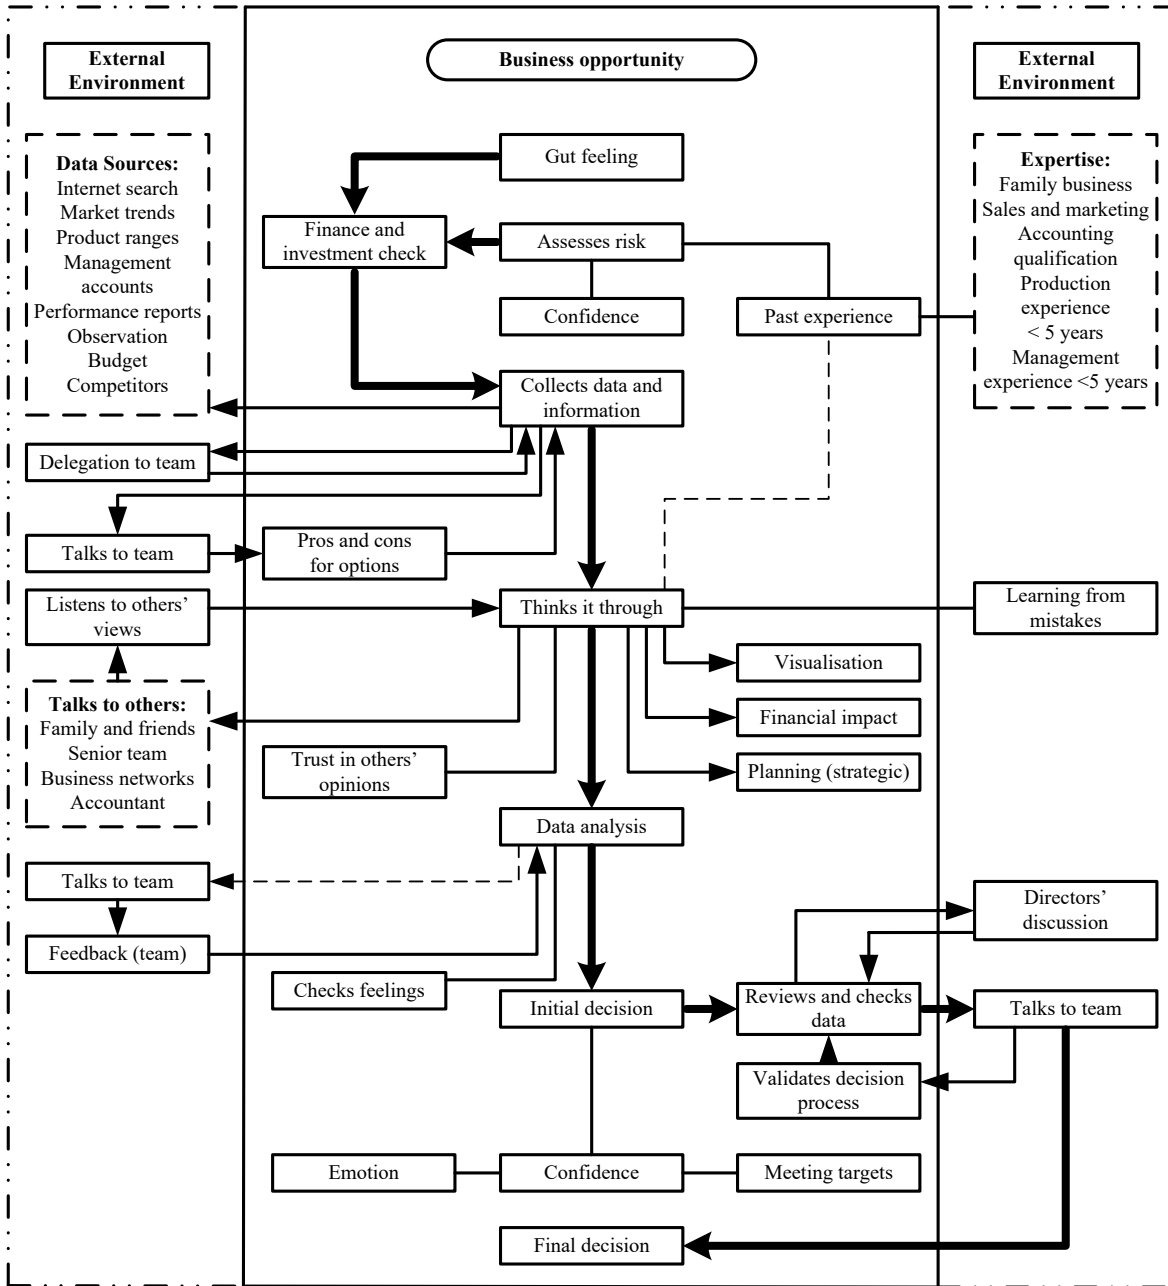 External
Environment
Business opportunity
External
Environment
Data Sources:
Internet search
Market trends
Product ranges
Management
accounts
Performance reports
Observation
Budget
Competitors
Gut feeling
Finance and
investment check
Assesses risk
Confidence
Past experience
Expertise:
Family business
Sales and marketing
Accounting
qualification
Production
experience
< 5 years
Management
experience <5 years
Collects data and
information
Delegation to team
Talks to team
Pros and cons
for options
Listens to others’
views
Thinks it through
Learning from
mistakes
Visualisation
Talks to others:
Family and friends
Senior team
Business networks
Accountant
Financial impact
Trust in others’
opinions
Planning (strategic)
Data analysis
Talks to team
Feedback (team)
Directors’
discussion
Checks feelings
Initial decision
Reviews and checks
data
Talks to team
Validates decision
process
Emotion
Confidence
Meeting targets
Final decision